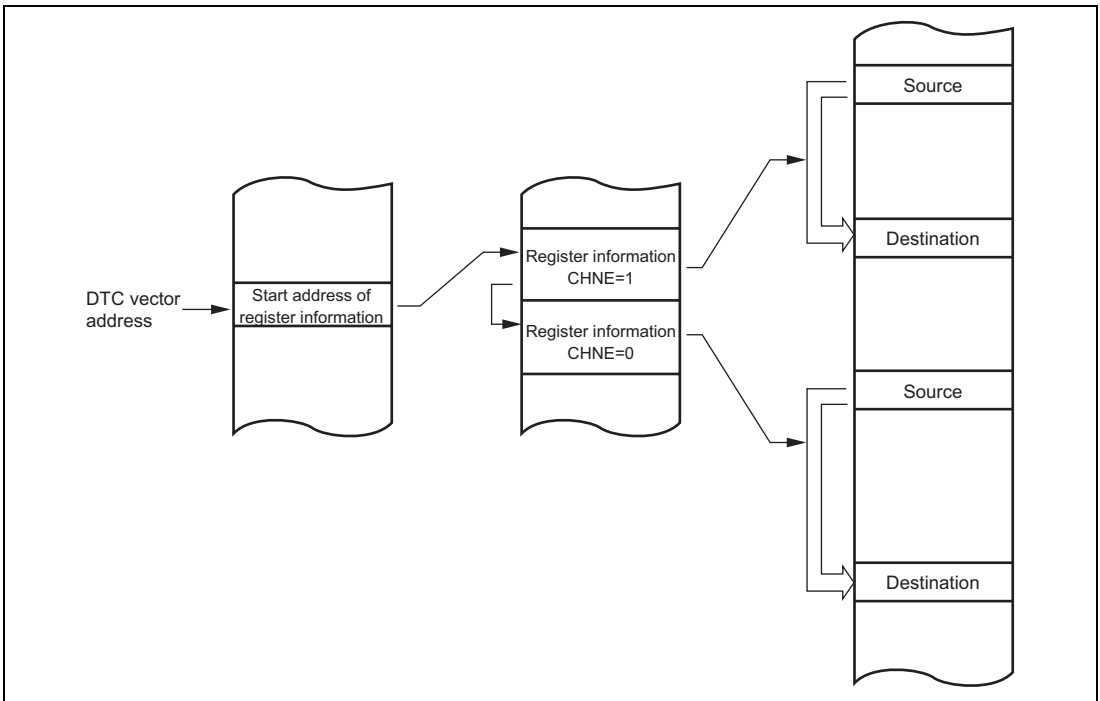 DTC vector
address
Start address of
register information
Register information
CHNE=1
Register information
CHNE=0
Source
Destination
Source
Destination